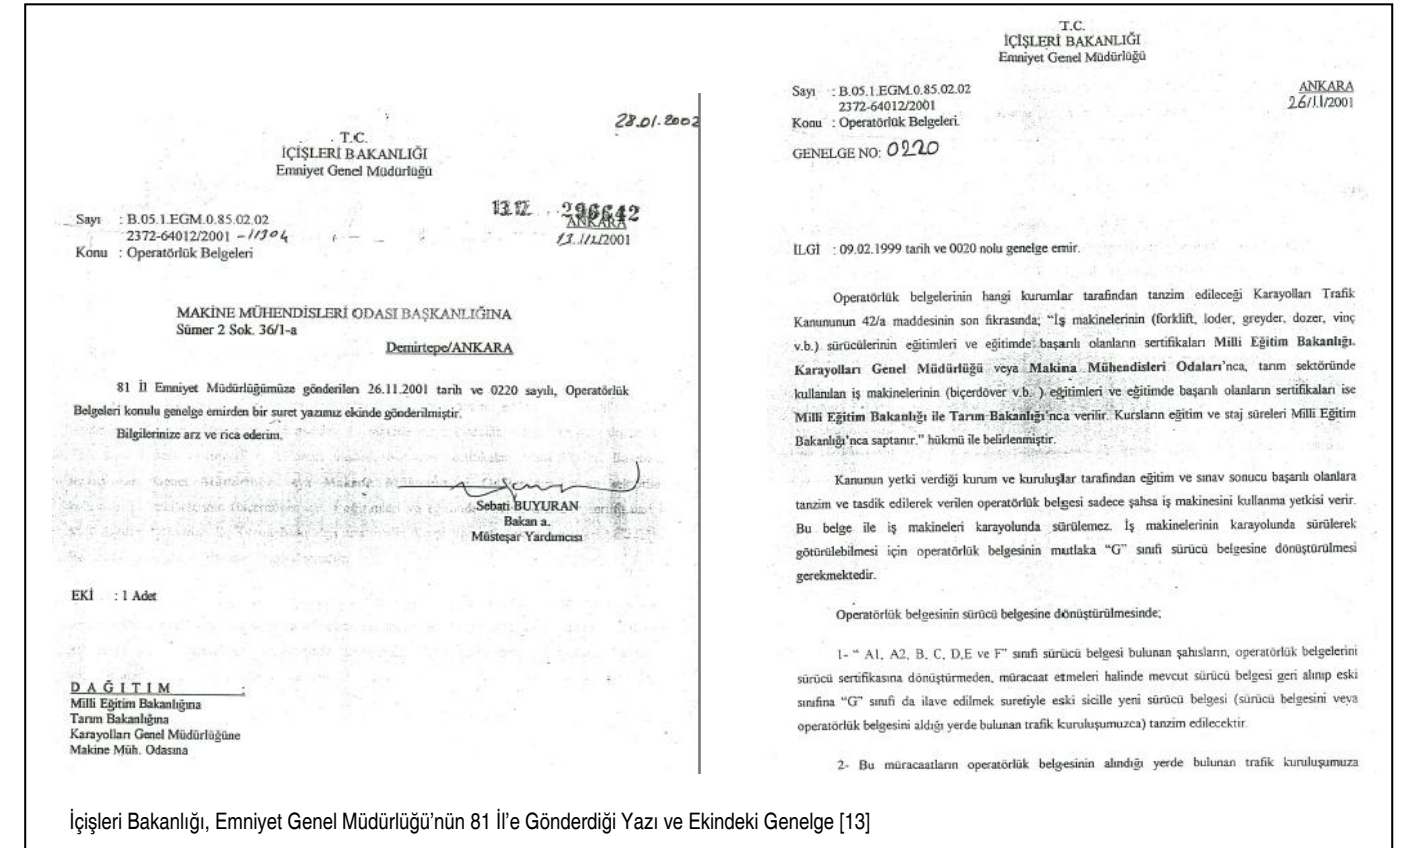 28.01.2002
T.C.
İÇİŞLERİ BAKANLIĞI
Emniyet Genel Müdürlüğü
13.12. 296642
Sayı : B.05.1.EGM.0.85.02.02
ANKARA
2372-64012/2001 -11304
13./12/2001
Konu : Operatörlük Belgeleri
MAKİNE MÜHENDİSLERİ ODASI BAŞKANLIĞINA
Sümer 2 Sok. 36/1-a
Demirtepe/ANKARA
81 İl Emniyet Müdürlüğümüze gönderilen 26.11.2001 tarih ve 0220 sayılı, Operatörlük
Belgeleri konulu genelge emirden bir suret yazımız ekinde gönderilmiştir.
Bilgilerinize arz ve rica ederim.
Sebati BUYURAN
Bakan a.
Müsteşar Yardımcısı
EKİ : 1 Adet
D A Ğ I T I M :
Milli Eğitim Bakanlığına
Tarım Bakanlığına
Karayolları Genel Müdürlüğüne
Makine Müh. Odasına
T.C.
İÇİŞLERİ BAKANLIĞI
Emniyet Genel Müdürlüğü
Sayı : B.05.1.EGM.0.85.02.02
ANKARA
2372-64012/2001
26/11/2001
Konu : Operatörlük Belgeleri.
GENELGE NO: 0220
İLGİ : 09.02.1999 tarih ve 0020 nolu genelge emir.
Operatörlük belgelerinin hangi kurumlar tarafından tanzim edileceği Karayolları Trafik
Kanununun 42/a maddesinin son fıkrasında; “İş makinelerinin (forklift, loder, greyder, dozer, vinç
v.b.) sürücülerinin eğitimleri ve eğitimde başarılı olanların sertifikaları Milli Eğitim Bakanlığı.
Karayolları Genel Müdürlüğü veya Makina Mühendisleri Odaları’nca, tarım sektöründe
kullanılan iş makinelerinin (biçerdöver v.b. ) eğitimleri ve eğitimde başarılı olanların sertifikaları ise
Milli Eğitim Bakanlığı ile Tarım Bakanlığı’nca verilir. Kursların eğitim ve staj süreleri Milli Eğitim
Bakanlığı’nca saptanır.” hükmü ile belirlenmiştir.
Kanunun yetki verdiği kurum ve kuruluşlar tarafından eğitim ve sınav sonucu başarılı olanlara
tanzim ve tasdik edilerek verilen operatörlük belgesi sadece şahsa iş makinesini kullanma yetkisi verir.
Bu belge ile iş makineleri karayolunda sürülemez. İş makinelerinin karayolunda sürülerek
götürülebilmesi için operatörlük belgesinin mutlaka “G” sınıfı sürücü belgesine dönüştürülmesi
gerekmektedir.
Operatörlük belgesinin sürücü belgesine dönüştürülmesinde;
1- “ A1, A2, B, C, D,E ve F” sınıfı sürücü belgesi bulunan şahısların, operatörlük belgelerini
sürücü sertifikasına dönüştürmeden, müracaat etmeleri halinde mevcut sürücü belgesi geri alınıp eski
sınıfına “G” sınıfı da ilave edilmek suretiyle eski sicille yeni sürücü belgesi (sürücü belgesini veya
operatörlük belgesini aldığı yerde bulunan trafik kuruluşumuzca) tanzim edilecektir.
2- Bu müracaatların operatörlük belgesinin alındığı yerde bulunan trafik kuruluşumuza
İçişleri Bakanlığı, Emniyet Genel Müdürlüğü’nün 81 İl’e Gönderdiği Yazı ve Ekindeki Genelge [13]